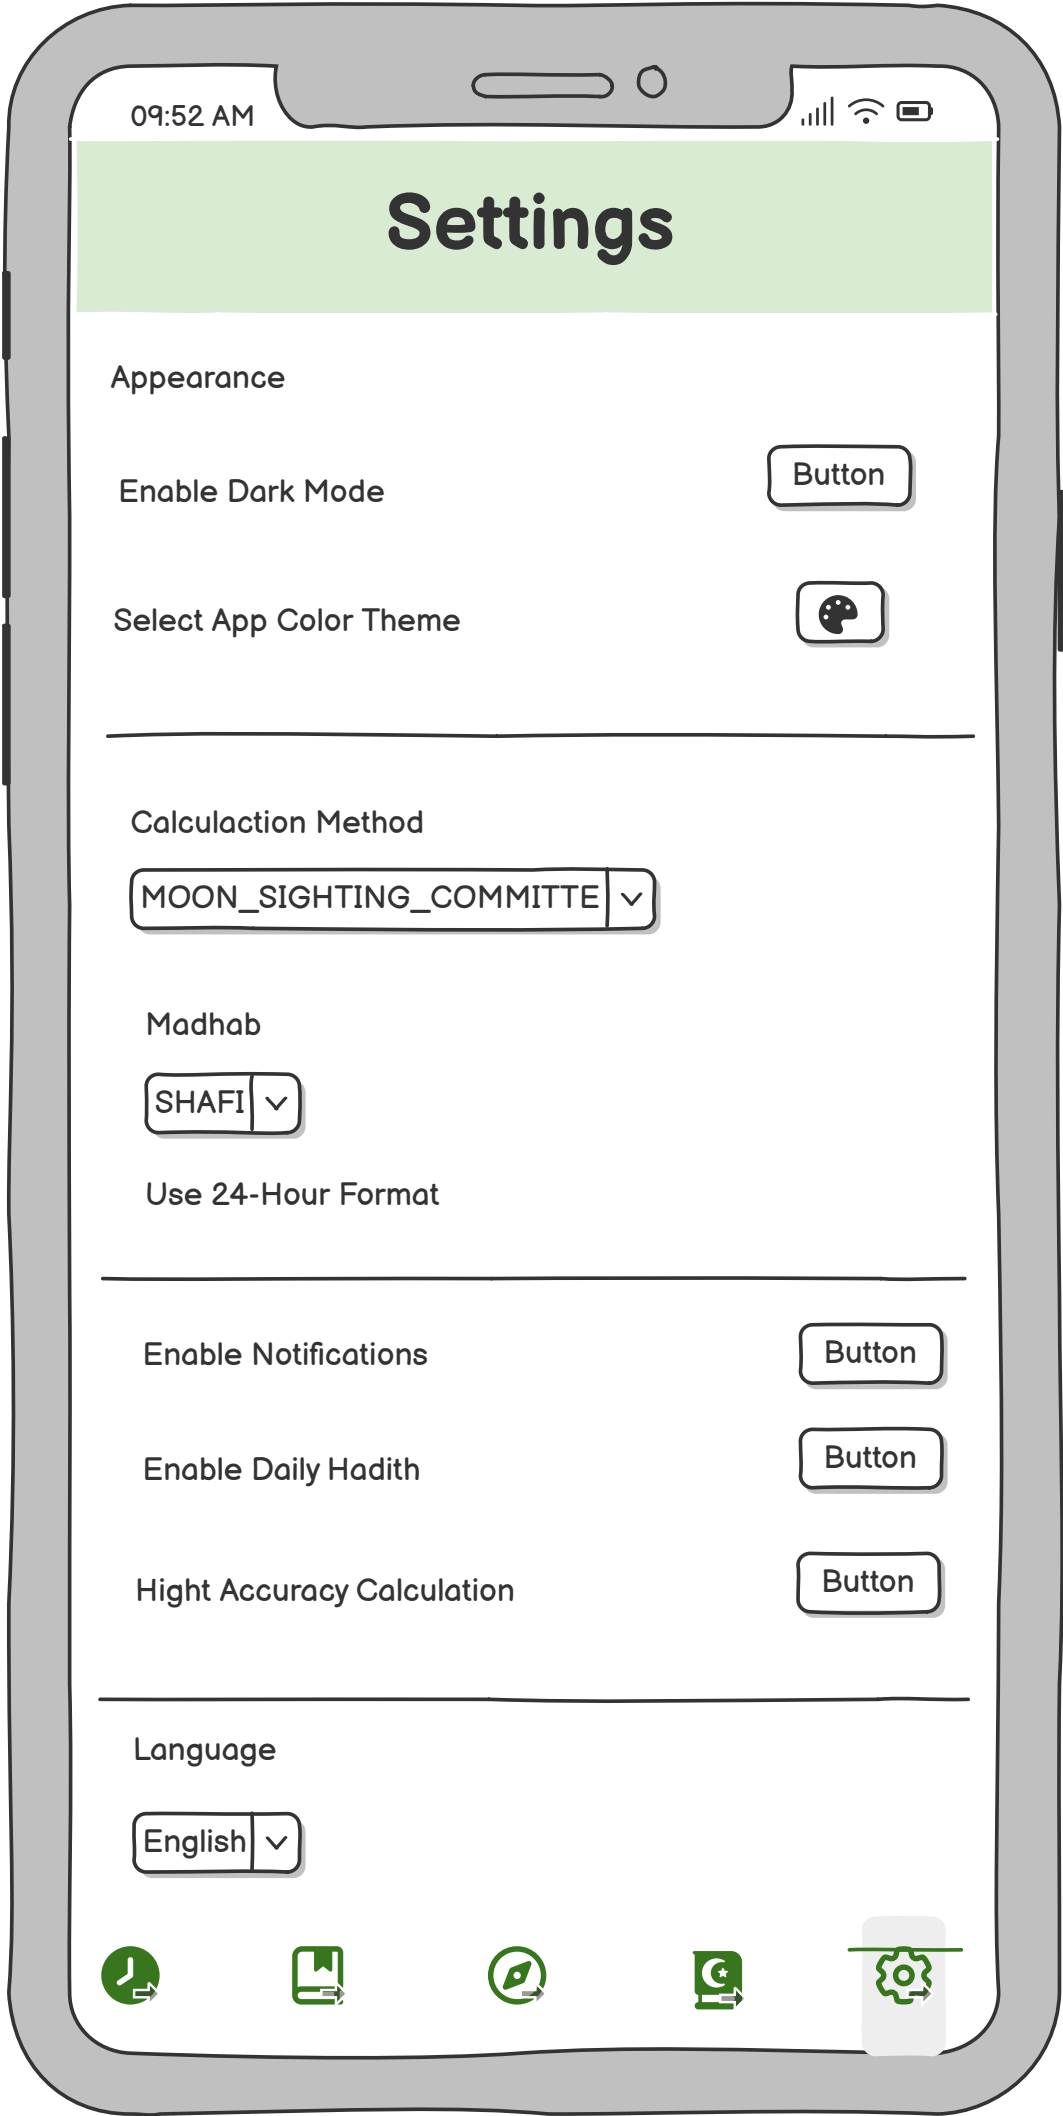 09:52 AM
Settings
Appearance
Enable Dark Mode
Button
Select App Color Theme
Calculaction Method
MOON_SIGHTING_COMMITTE
Madhab
SHAFI
Use 24-Hour Format
Enable Notifications
Button
Enable Daily Hadith
Button
Hight Accuracy Calculation
Button
Language
English